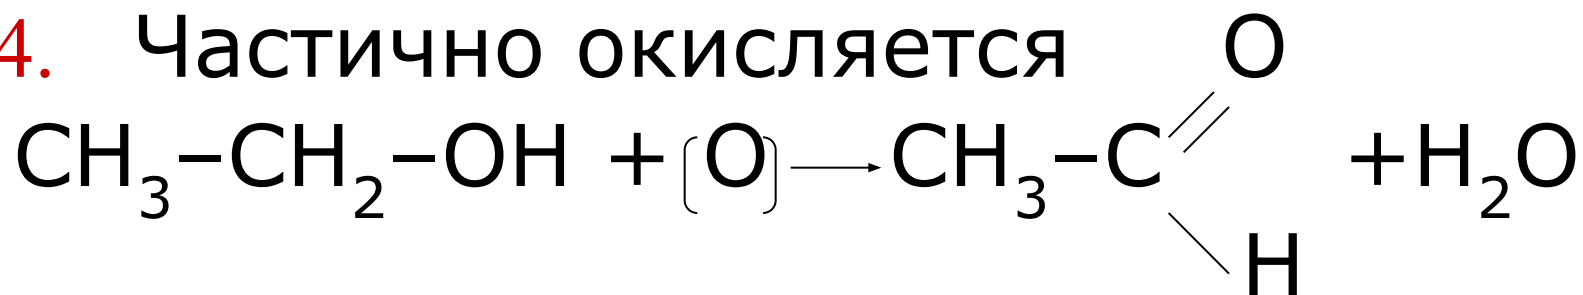 4. Частично окисляется O
CH₃–CH₂–OH + (O) → CH₃–C +H₂O
H